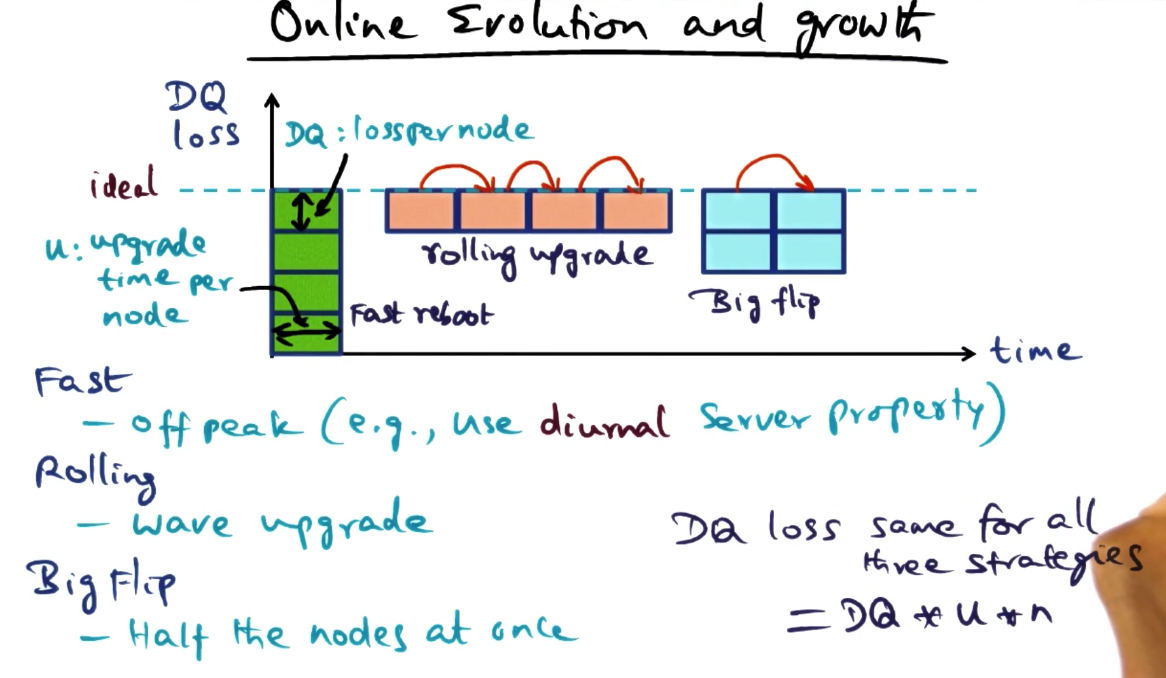 Online Evolution and growth
DQ
loss
DQ : loss per node
ideal
u: upgrade
time per
node
rolling upgrade
Big flip
Fast reboot
time
Fast
— off peak (e.g., use diurnal server property)
Rolling
— wave upgrade
Big Flip
— Half the nodes at once
DQ loss same for all
three strategies
= DQ * u * n